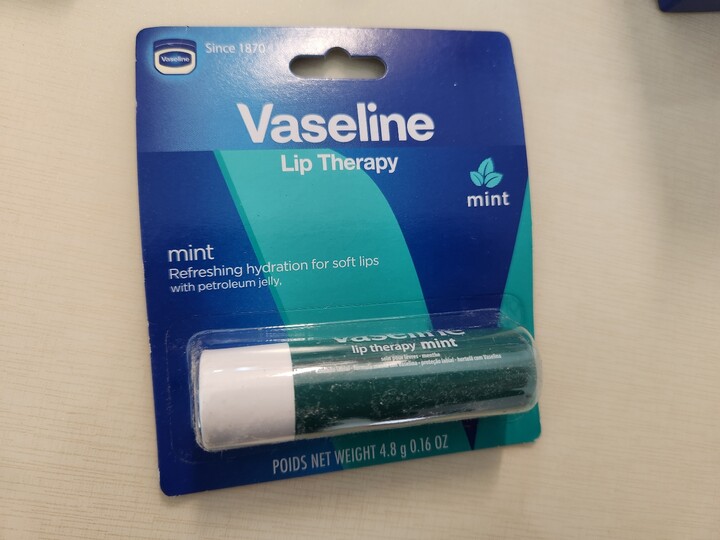 Vaseline
Since 1870
Vaseline
Lip Therapy
mint
mint
Refreshing hydration for soft lips
with petroleum jelly.
Vaseline
lip therapy mint
POIDS NET WEIGHT 4.8 g 0.16 OZ